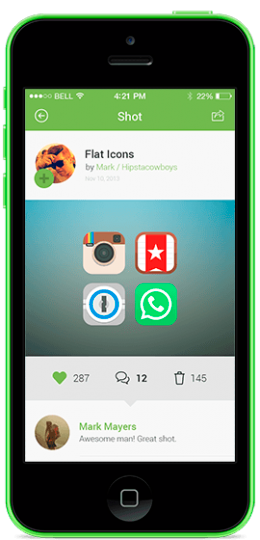 BELL 4:21 PM 22%
Shot
Flat Icons
by Mark / Hipstacowboys
Nov 10, 2013
287 12 145
Mark Mayers
Awesome man! Great shot.